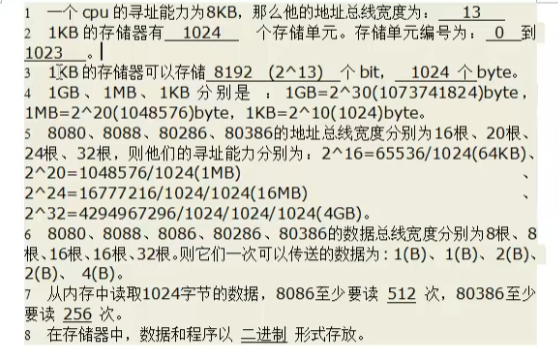 1 一个 cpu 的寻址能力为8KB，那么他的地址总线宽度为： 13
2 1KB 的存储器有 1024 个存储单元。存储单元编号为： 0 到
1023 。
3 1KB的存储器可以存储 8192 (2^13) 个 bit， 1024 个 byte。
4 1GB、1MB、1KB 分别是 ：1GB=2^30(1073741824)byte，
1MB=2^20(1048576)byte，1KB=2^10(1024)byte。
5 8080、8088、80286、80386的地址总线宽度分别为16根、20根、
24根、32根，则他们的寻址能力分别为：2^16=65536/1024(64KB)、
2^20=1048576/1024(1MB) 、
2^24=16777216/1024/1024(16MB) 、
2^32=4294967296/1024/1024/1024(4GB)。
6 8080、8088、8086、80286、80386的数据总线宽度分别为8根、8
根、16根、16根、32根。则它们一次可以传送的数据为：1(B)、1(B)、2(B)、
2(B)、 4(B)。
7 从内存中读取1024字节的数据，8086至少要读 512 次，80386至少
要读 256 次。
8 在存储器中，数据和程序以 二进制 形式存放。